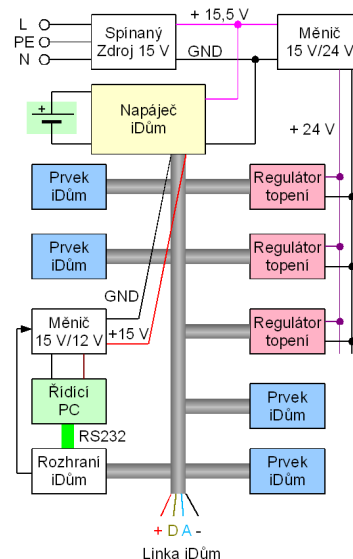 L
PE
N
Spínaný
Zdroj 15 V
+ 15,5 V
GND
Měnič
15 V/24 V
+
Napáječ
iDům
+ 24 V
Prvek
iDům
Regulátor
topení
Prvek
iDům
Regulátor
topení
GND
Měnič
15 V/12 V
+15 V
Regulátor
topení
Řídicí
PC
RS232
Prvek
iDům
Rozhraní
iDům
Prvek
iDům
+ D A -
Linka iDům